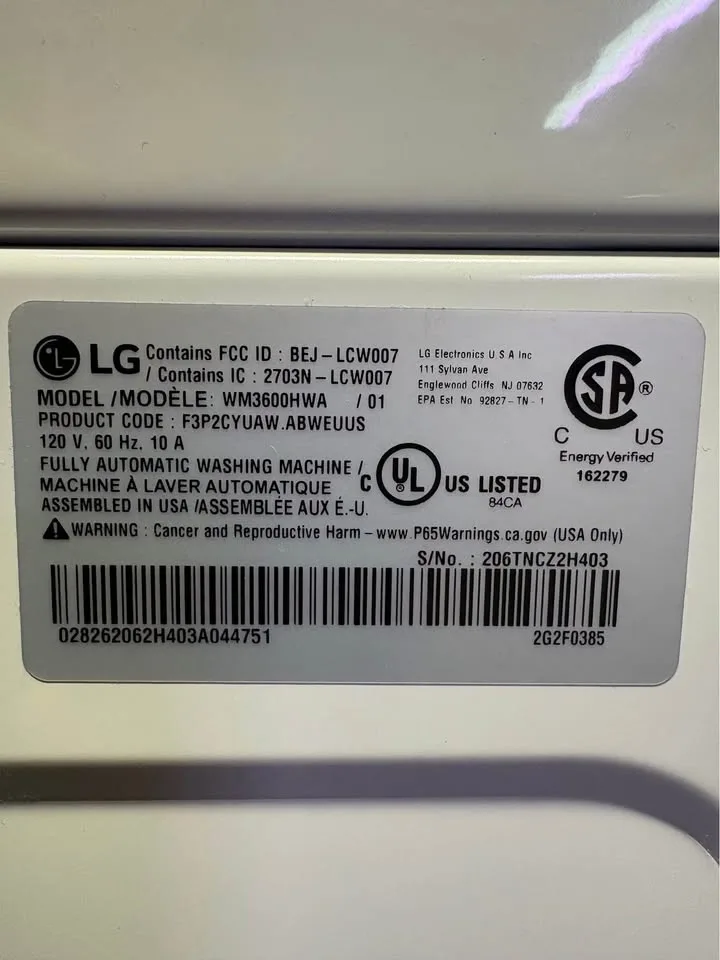 LG Contains FCC ID : BEJ-LCW007
/ Contains IC : 2703N-LCW007
MODEL /MODÈLE: WM3600HWA / 01
PRODUCT CODE : F3P2CYUAW.ABWEUUS
120 V, 60 Hz, 10 A
FULLY AUTOMATIC WASHING MACHINE /
MACHINE À LAVER AUTOMATIQUE
ASSEMBLED IN USA /ASSEMBLÉE AUX É.-U.
LG Electronics U S A Inc
111 Sylvan Ave
Englewood Cliffs NJ 07632
EPA Est No 92827-TN-1
SA ®
C US
Energy Verified
162279
C UL ® US LISTED
84CA
WARNING : Cancer and Reproductive Harm - www.P65Warnings.ca.gov (USA Only)
S/No. : 206TNCZ2H403
028262062H403A044751 2G2F0385